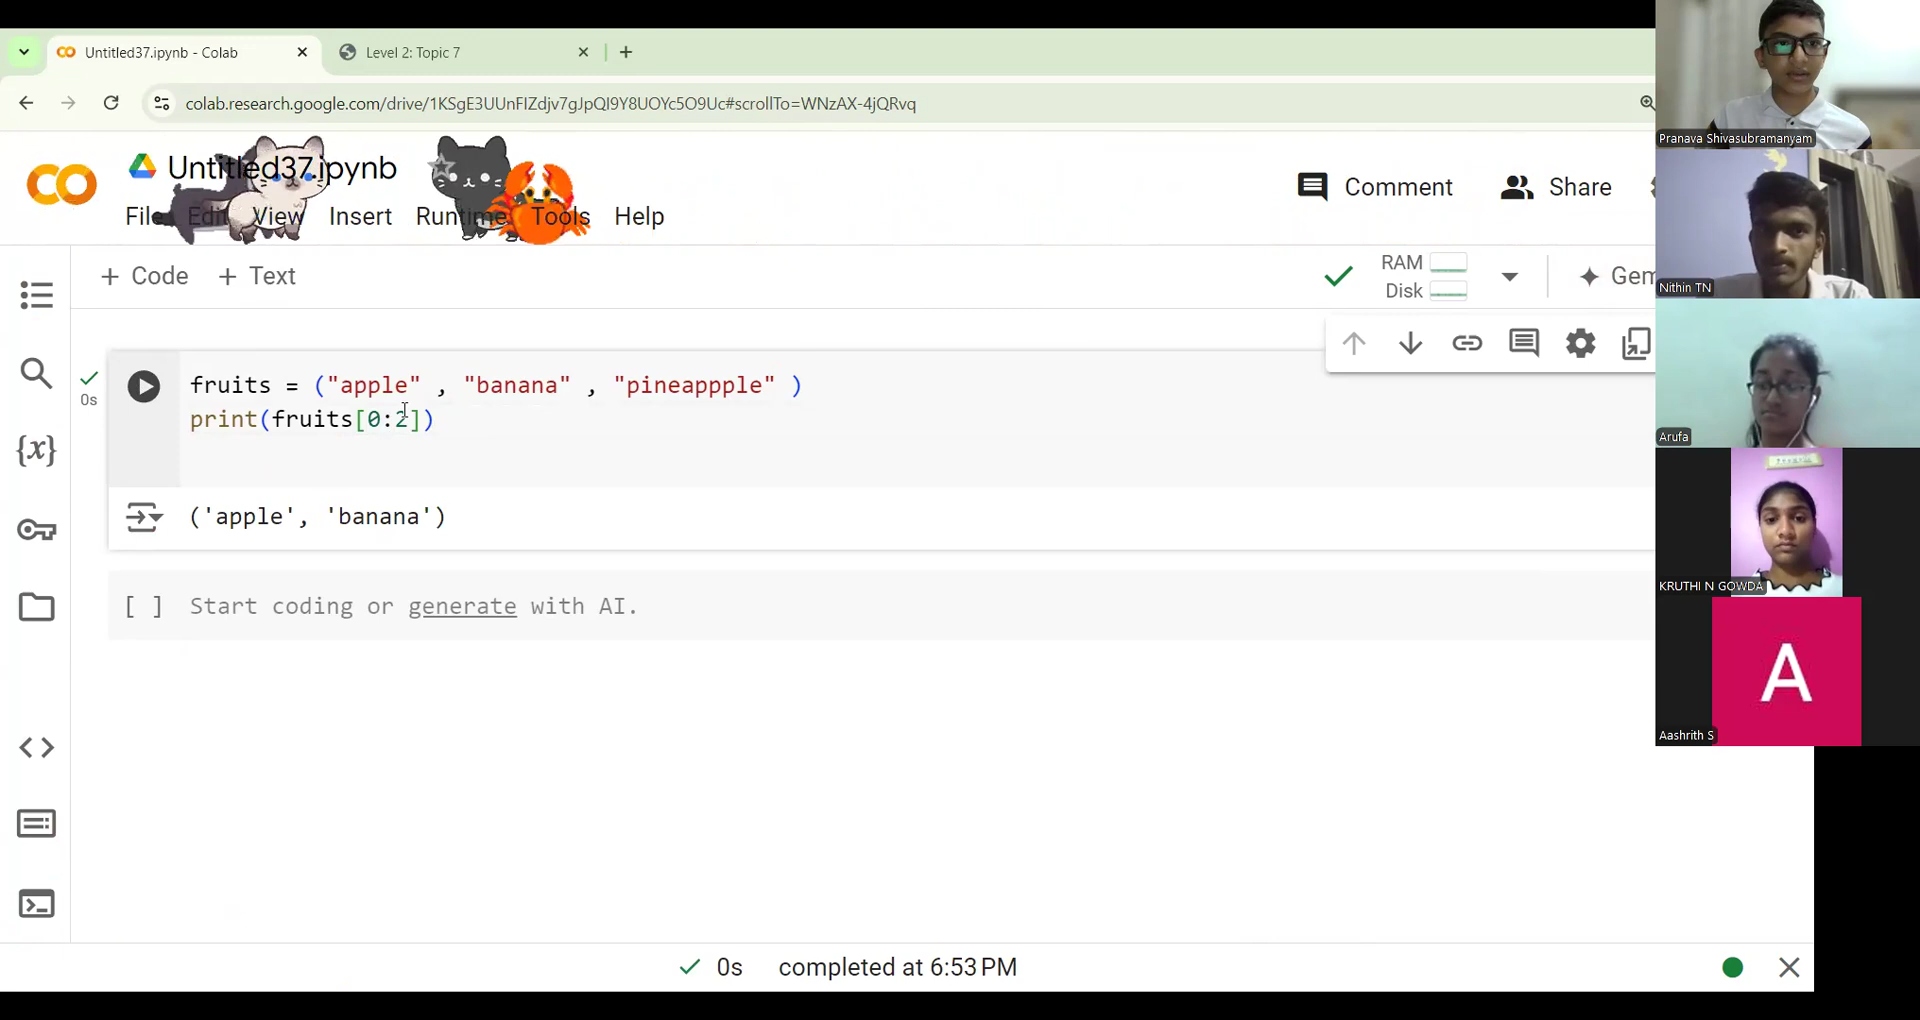 Untitled37.ipynb - Colab
Level 2: Topic 7
colab.research.google.com/drive/1KSgE3UUnFIZdjv7gJpQI9Y8UOYc5O9Uc#scrollTo=WNzAX-4jQRvq
Untitled37.ipynb
File Edit View Insert Runtime Tools Help
Comment Share
+ Code + Text
RAM
Disk
Gem
0s
fruits = ("apple" , "banana" , "pineappple" )
print(fruits[0:2])
('apple', 'banana')
[ ] Start coding or generate with AI.
0s completed at 6:53 PM
Pranava Shivasubramanyam
Nithin TN
Arufa
KRUTHI N GOWDA
A
Aashrith S